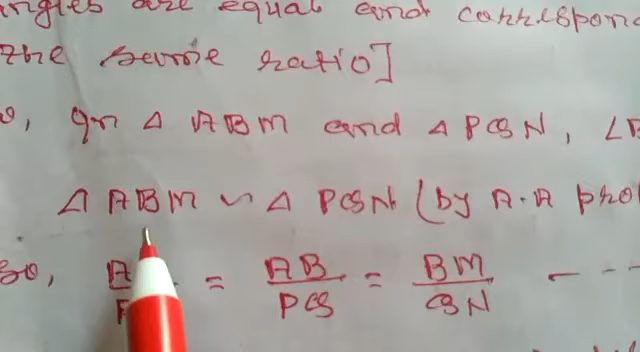 angles are equal and correspond
the same ratio]
So, In Δ ABM and Δ PQN, ∠B
Δ ABM ~ Δ PQN (by A.A pro
So, A = AB/PQ = BM/QN - - -